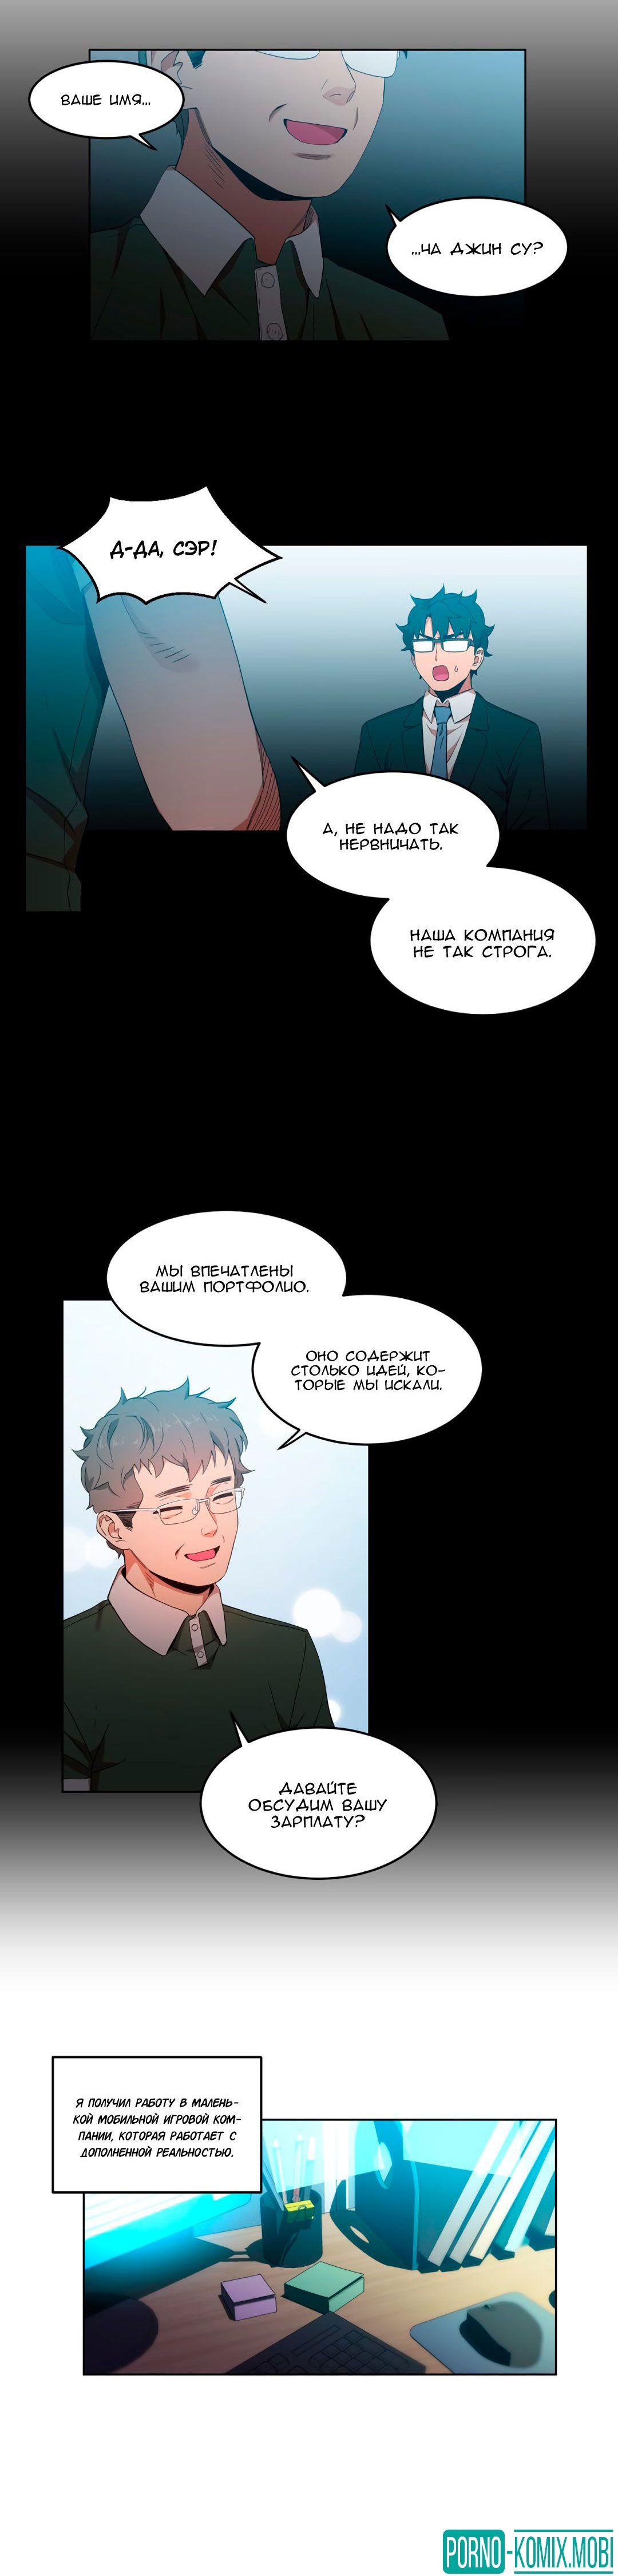 ВАШЕ ИМЯ...
...ЧА ДЖИН СУ?
Д-ДА, СЭР!
А, НЕ НАДО ТАК
НЕРВНИЧАТЬ.
НАША КОМПАНИЯ
НЕ ТАК СТРОГА.
МЫ ВПЕЧАТЛЕНЫ
ВАШИМ ПОРТФОЛИО.
ОНО СОДЕРЖИТ
СТОЛЬКО ИДЕЙ, КО-
ТОРЫЕ МЫ ИСКАЛИ.
ДАВАЙТЕ
ОБСУДИМ ВАШУ
ЗАРПЛАТУ?
Я ПОЛУЧИЛ РАБОТУ В МАЛЕНЬ-
КОЙ МОБИЛЬНОЙ ИГРОВОЙ КОМ-
ПАНИИ, КОТОРАЯ РАБОТАЕТ С
ДОПОЛНЕННОЙ РЕАЛЬНОСТЬЮ.
PORNO-KOMIX.MOBI